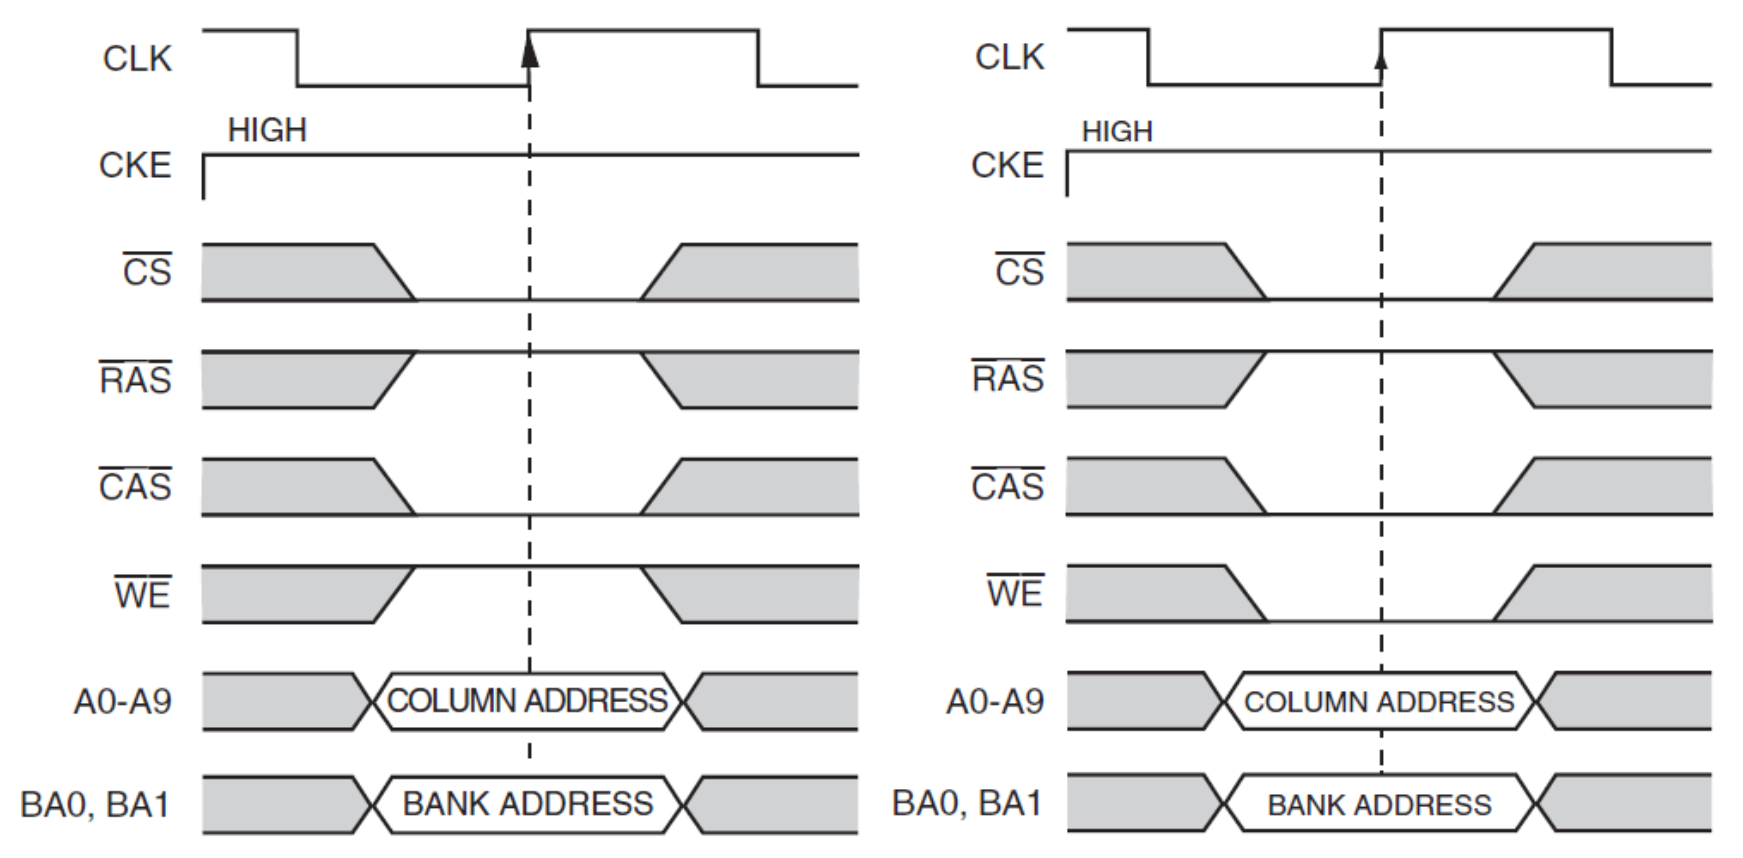 CLK
HIGH
CKE
CS
RAS
CAS
WE
A0-A9
COLUMN ADDRESS
BA0, BA1
BANK ADDRESS
CLK
HIGH
CKE
CS
RAS
CAS
WE
A0-A9
COLUMN ADDRESS
BA0, BA1
BANK ADDRESS